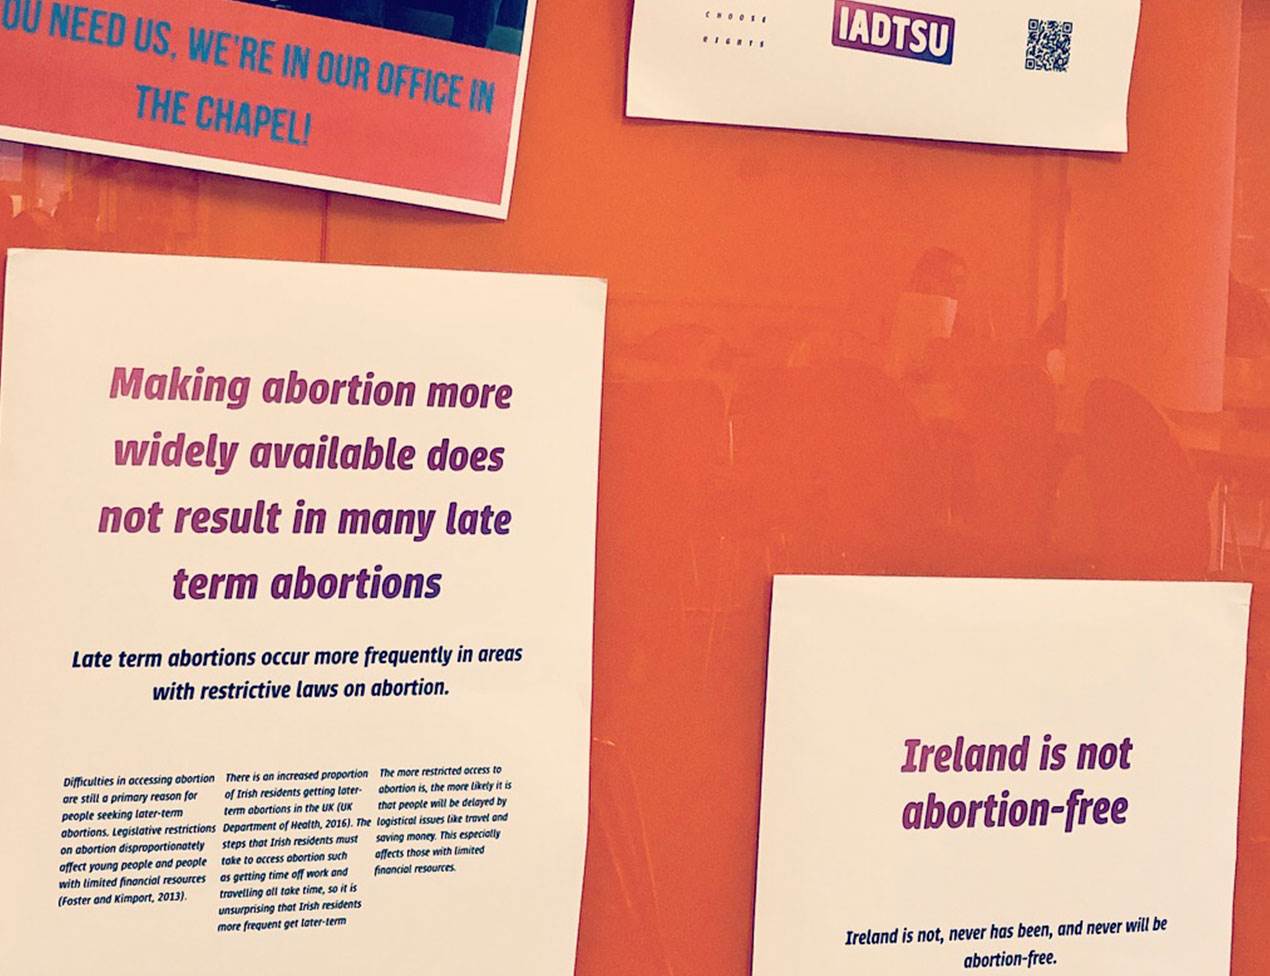 OU NEED US, WE'RE IN OUR OFFICE IN
THE CHAPEL!
CHOOSE
RIGHTS
IADTSU
Making abortion more
widely available does
not result in many late
term abortions
Late term abortions occur more frequently in areas
with restrictive laws on abortion.
Difficulties in accessing abortion
are still a primary reason for
people seeking later-term
abortions. Legislative restrictions
on abortion disproportionately
affect young people and people
with limited financial resources
(Foster and Kimport, 2013).
There is an increased proportion
of Irish residents getting later-
term abortions in the UK (UK
Department of Health, 2016). The
steps that Irish residents must
take to access abortion such
as getting time off work and
travelling all take time, so it is
unsurprising that Irish residents
more frequent get later-term
The more restricted access to
abortion is, the more likely it is
that people will be delayed by
logistical issues like travel and
saving money. This especially
affects those with limited
financial resources.
Ireland is not
abortion-free
Ireland is not, never has been, and never will be
abortion-free.